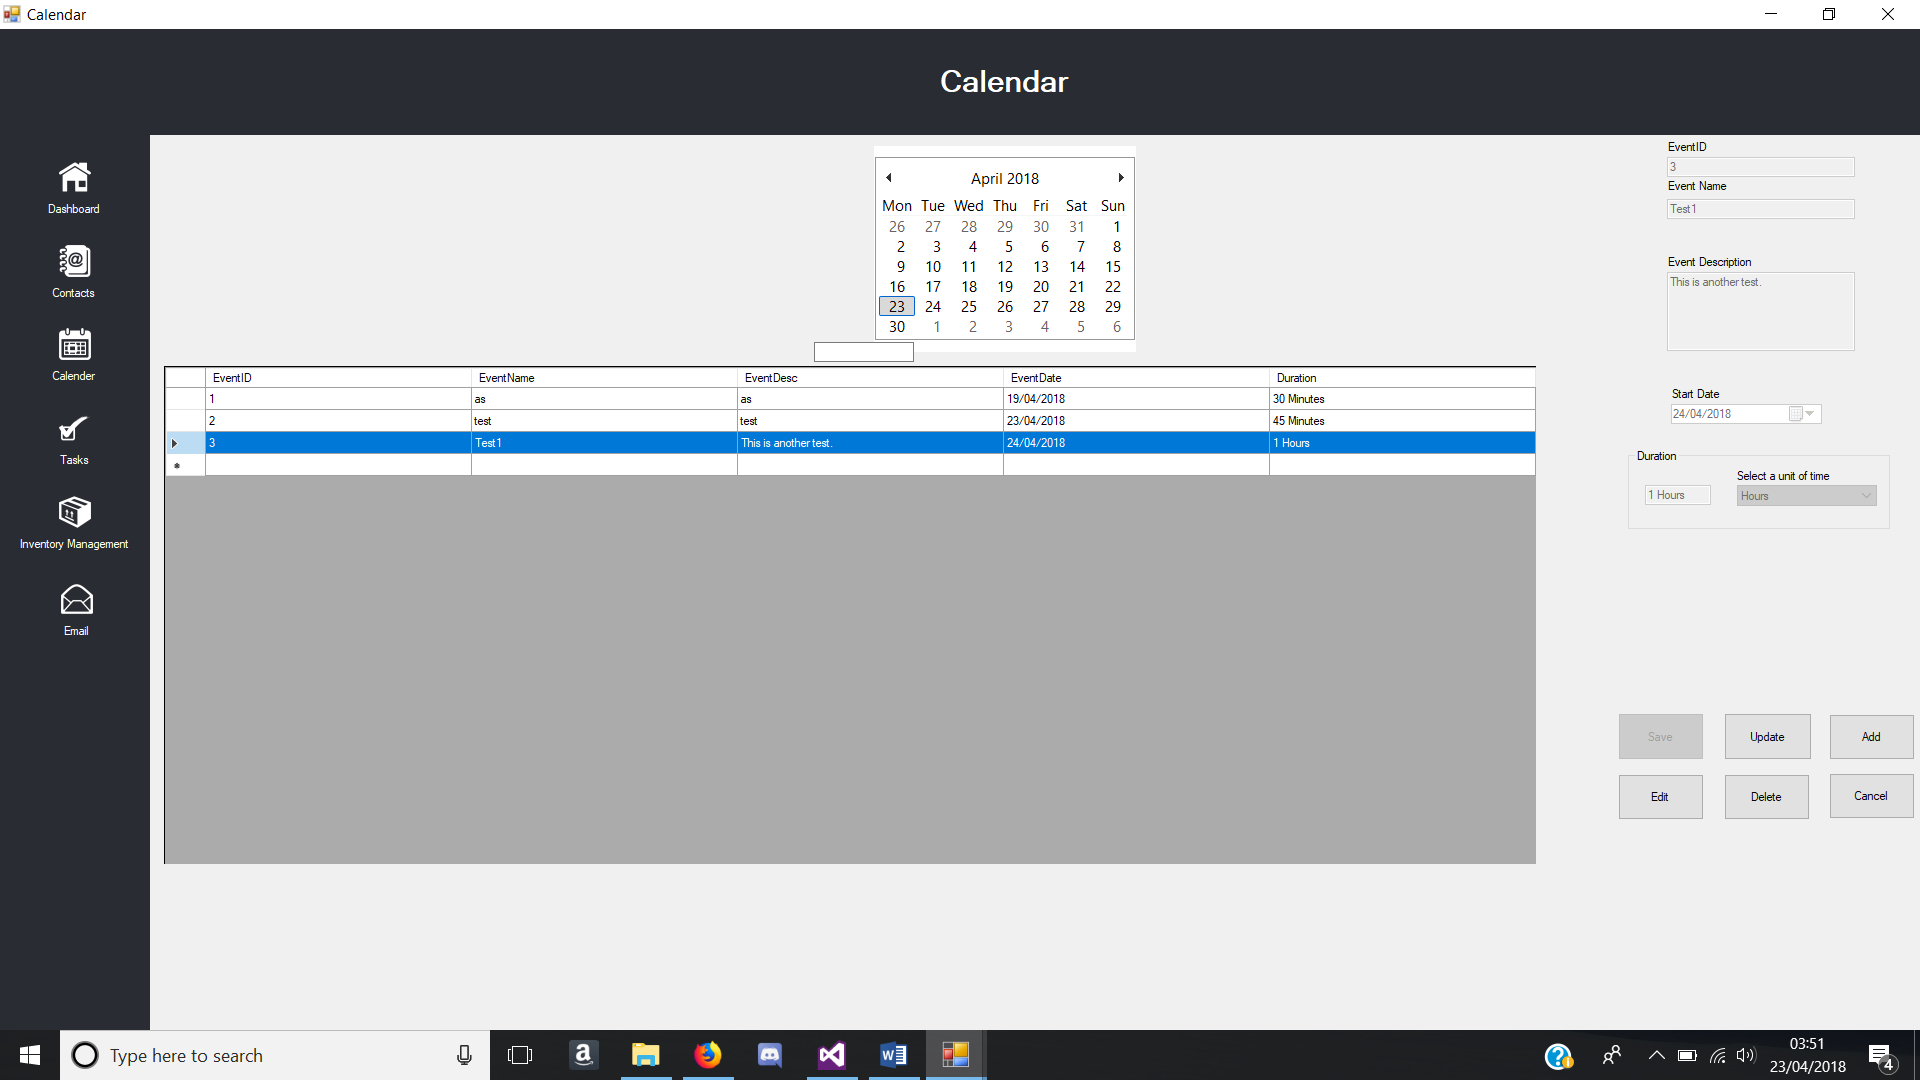 Calendar
Calendar
Dashboard
Contacts
Calender
Tasks
Inventory Management
Email
April 2018
Mon Tue Wed Thu Fri Sat Sun
26 27 28 29 30 31 1
2 3 4 5 6 7 8
9 10 11 12 13 14 15
16 17 18 19 20 21 22
23 24 25 26 27 28 29
30 1 2 3 4 5 6
EventID EventName EventDesc EventDate Duration
1 as as 19/04/2018 30 Minutes
2 test test 23/04/2018 45 Minutes
3 Test1 This is another test. 24/04/2018 1 Hours
EventID
3
Event Name
Test1
Event Description
This is another test.
Start Date
24/04/2018
Duration
Select a unit of time
1 Hours Hours
Save Update Add
Edit Delete Cancel
Type here to search
03:51
23/04/2018
4